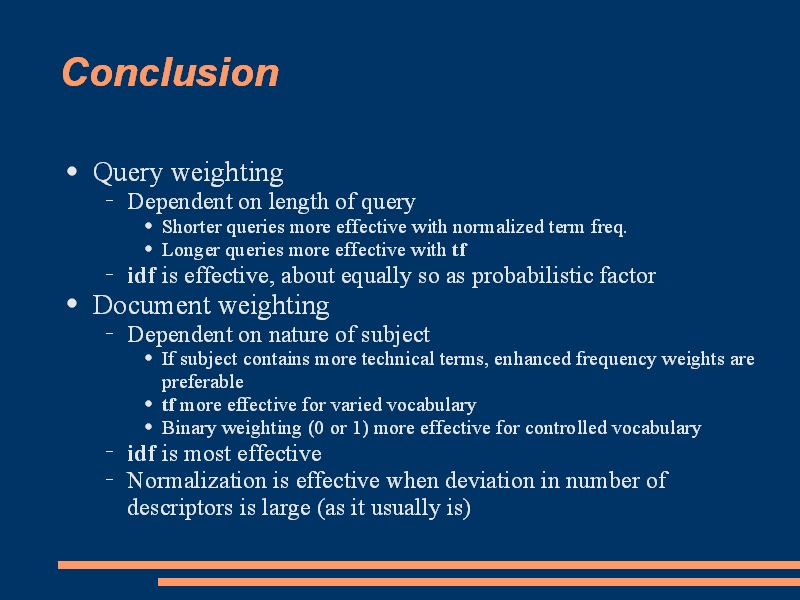 Conclusion
• Query weighting
– Dependent on length of query
• Shorter queries more effective with normalized term freq.
• Longer queries more effective with tf
– idf is effective, about equally so as probabilistic factor
• Document weighting
– Dependent on nature of subject
• If subject contains more technical terms, enhanced frequency weights are
preferable
• tf more effective for varied vocabulary
• Binary weighting (0 or 1) more effective for controlled vocabulary
– idf is most effective
– Normalization is effective when deviation in number of
descriptors is large (as it usually is)